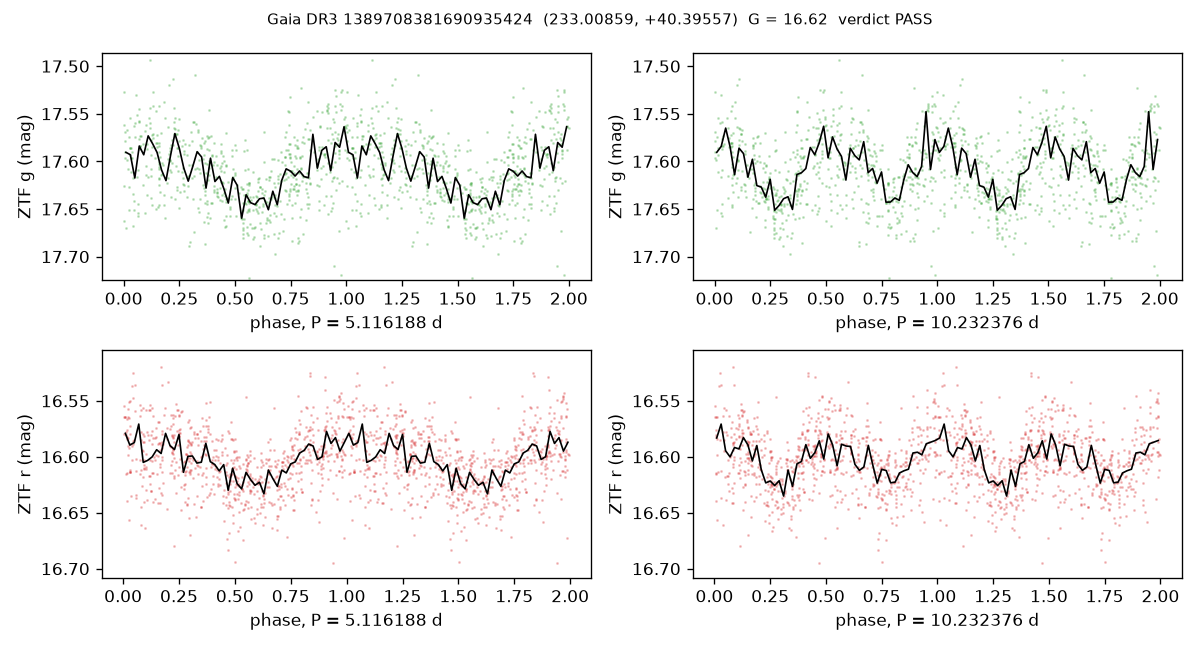 Gaia DR3 1389708381690935424 (233.00859, +40.39557) G = 16.62 verdict PASS
ZTF g (mag)
17.50
17.55
17.60
17.65
17.70
0.00 0.25 0.50 0.75 1.00 1.25 1.50 1.75 2.00
phase, P = 5.116188 d
ZTF g (mag)
17.50
17.55
17.60
17.65
17.70
0.00 0.25 0.50 0.75 1.00 1.25 1.50 1.75 2.00
phase, P = 10.232376 d
ZTF r (mag)
16.55
16.60
16.65
16.70
0.00 0.25 0.50 0.75 1.00 1.25 1.50 1.75 2.00
phase, P = 5.116188 d
ZTF r (mag)
16.55
16.60
16.65
16.70
0.00 0.25 0.50 0.75 1.00 1.25 1.50 1.75 2.00
phase, P = 10.232376 d